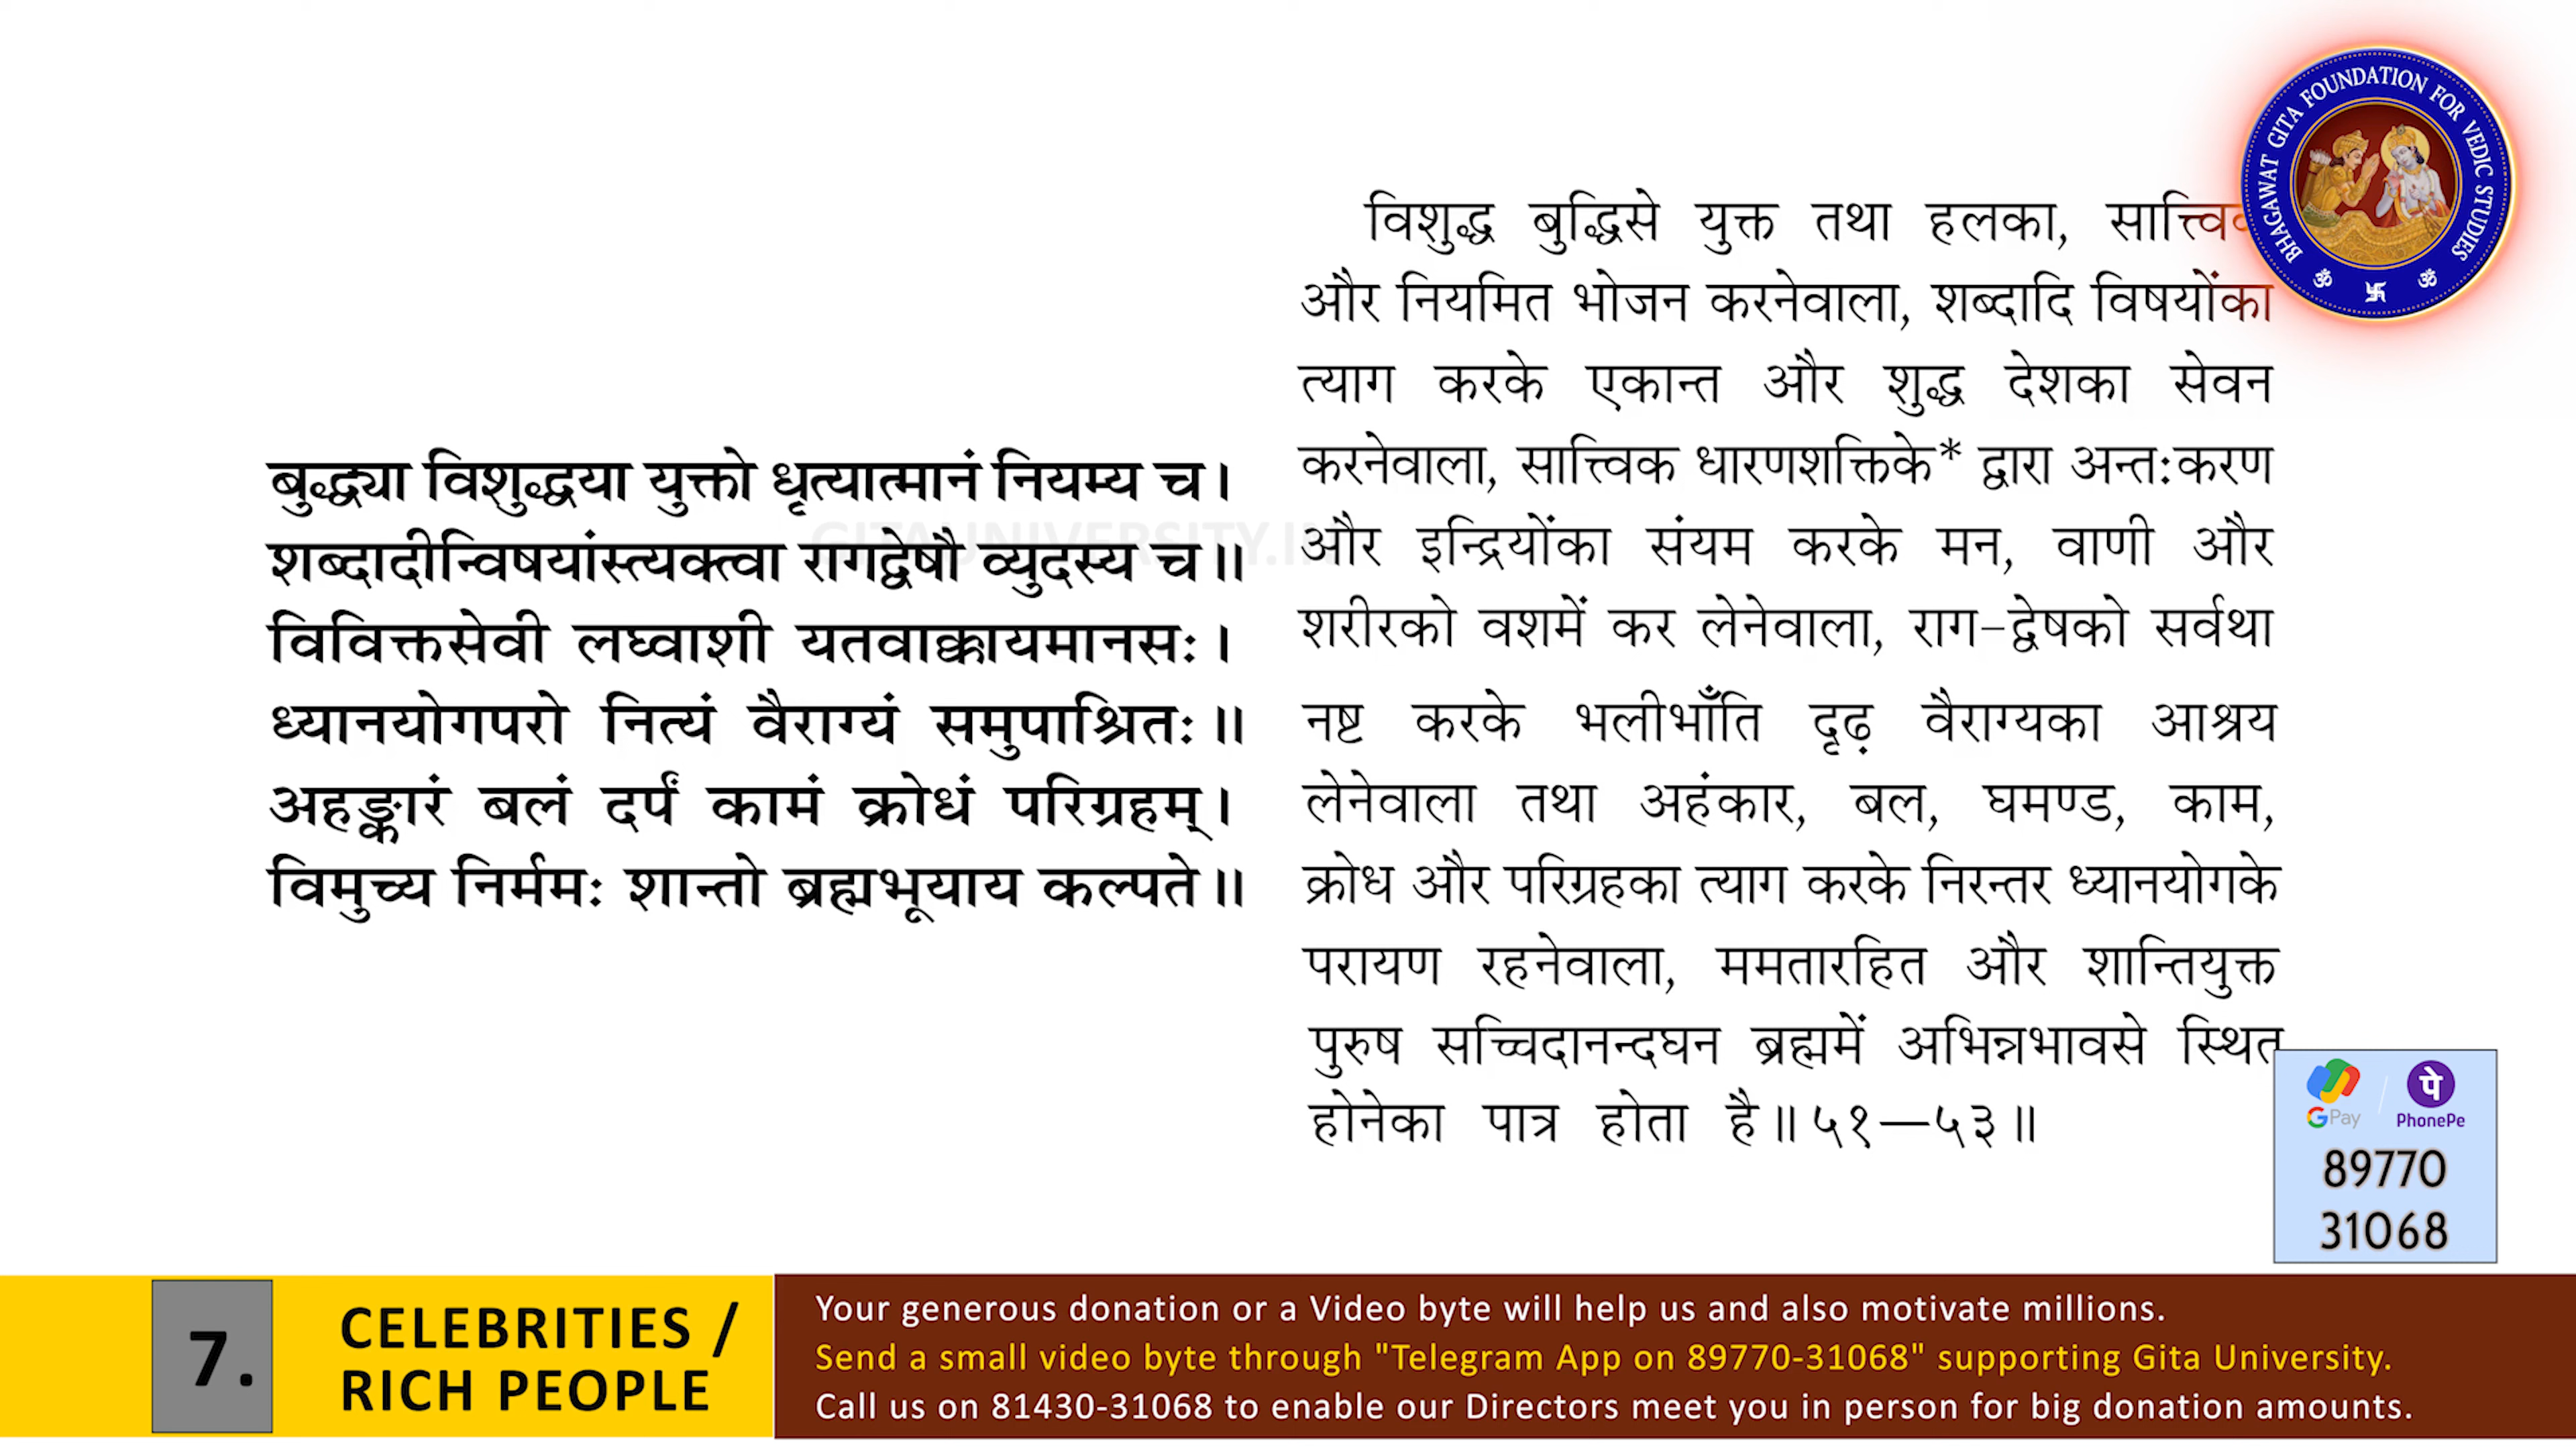 बुद्ध्या विशुद्धया युक्तो धृत्यात्मानं नियम्य च।
शब्दादीन्विषयांस्त्यक्त्वा रागद्वेषौ व्युदस्य च॥
विविक्तसेवी लघ्वाशी यतवाक्कायमानसः।
ध्यानयोगपरो नित्यं वैराग्यं समुपाश्रितः॥
अहङ्कारं बलं दर्पं कामं क्रोधं परिग्रहम्।
विमुच्य निर्ममः शान्तो ब्रह्मभूयाय कल्पते॥
विशुद्ध बुद्धिसे युक्त तथा हलका,
और नियमित भोजन करनेवाला, शब्दादि विषयोंका
त्याग करके एकान्त और शुद्ध देशका सेवन
करनेवाला, सात्त्विक धारणशक्तिके* द्वारा अन्तःकरण
और इन्द्रियोंका संयम करके मन, वाणी और
शरीरको वशमें कर लेनेवाला, राग-द्वेषको सर्वथा
नष्ट करके भलीभाँति दृढ़ वैराग्यका आश्रय
लेनेवाला तथा अहंकार, बल, घमण्ड, काम,
क्रोध और परिग्रहका त्याग करके निरन्तर ध्यानयोगके
परायण रहनेवाला, ममतारहित और शान्तियुक्त
पुरुष सच्चिदानन्दघन ब्रह्ममें अभिन्नभावसे स्थित
होनेका पात्र होता है॥५१—५३॥
BHAGAWAT GITA FOUNDATION FOR VEDIC STUDIES
ॐ 卐 ॐ
GITAUNIVERSITY.IN
G Pay / पे PhonePe
89770
31068
7.
CELEBRITIES /
RICH PEOPLE
Your generous donation or a Video byte will help us and also motivate millions.
Send a small video byte through "Telegram App on 89770-31068" supporting Gita University.
Call us on 81430-31068 to enable our Directors meet you in person for big donation amounts.